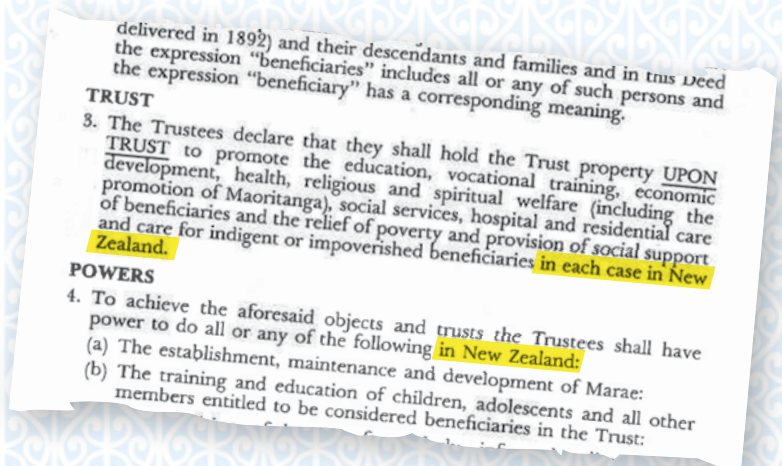 delivered in 1892) and their descendants and families and in this Deed
the expression "beneficiaries" includes all or any of such persons and
the expression "beneficiary" has a corresponding meaning.
TRUST
3. The Trustees declare that they shall hold the Trust property UPON
TRUST to promote the education, vocational training, economic
development, health, religious and spiritual welfare (including the
promotion of Maoritanga), social services, hospital and residential care
of beneficiaries and the relief of poverty and provision of social support
and care for indigent or impoverished beneficiaries in each case in New
Zealand.
POWERS
4. To achieve the aforesaid objects and trusts the Trustees shall have
power to do all or any of the following in New Zealand:
(a) The establishment, maintenance and development of Marae:
(b) The training and education of children, adolescents and all other
members entitled to be considered beneficiaries in the Trust: